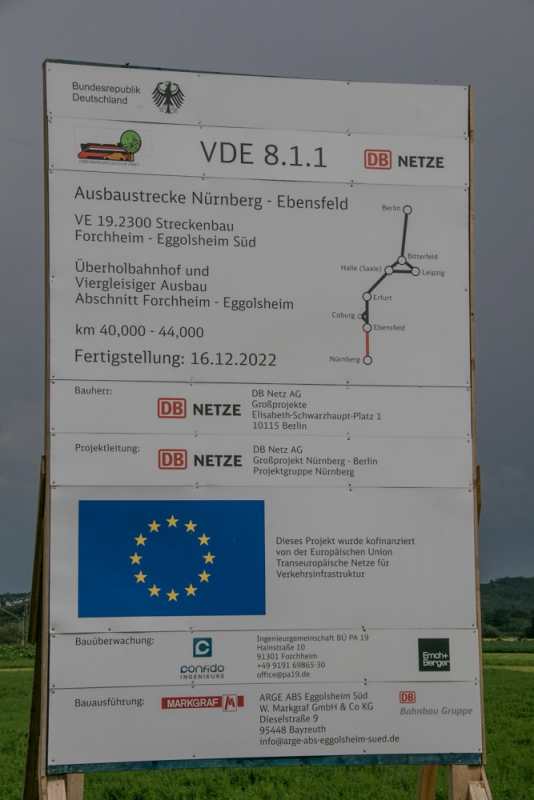 Bundesrepublik
Deutschland
VDE 8.1.1
DB NETZE
Ausbaustrecke Nürnberg - Ebensfeld
VE 19.2300 Streckenbau
Forchheim - Eggolsheim Süd
Überholbahnhof und
Viergleisiger Ausbau
Abschnitt Forchheim - Eggolsheim
km 40,000 - 44,000
Fertigstellung: 16.12.2022
Berlin
Bitterfeld
Halle (Saale)
Leipzig
Erfurt
Coburg
Ebensfeld
Nürnberg
Bauherr:
DB NETZE
DB Netz AG
Großprojekte
Elisabeth-Schwarzhaupt-Platz 1
10115 Berlin
Projektleitung:
DB NETZE
DB Netz AG
Großprojekt Nürnberg - Berlin
Projektgruppe Nürnberg
Dieses Projekt wurde kofinanziert
von der Europäischen Union
Transeuropäische Netze für
Verkehrsinfrastruktur
Bauüberwachung:
CONFIDO
INGENIEURE
Ingenieurgemeinschaft BÜ PA 19
Hainstraße 10
91301 Forchheim
+49 9191 69865-30
office@pa19.de
Emch+
Berger
Bauausführung:
MARKGRAF
ARGE ABS Eggolsheim Süd
W. Markgraf GmbH & Co KG
Dieselstraße 9
95448 Bayreuth
info@arge-abs-eggolsheim-sued.de
DB
Bahnbau Gruppe